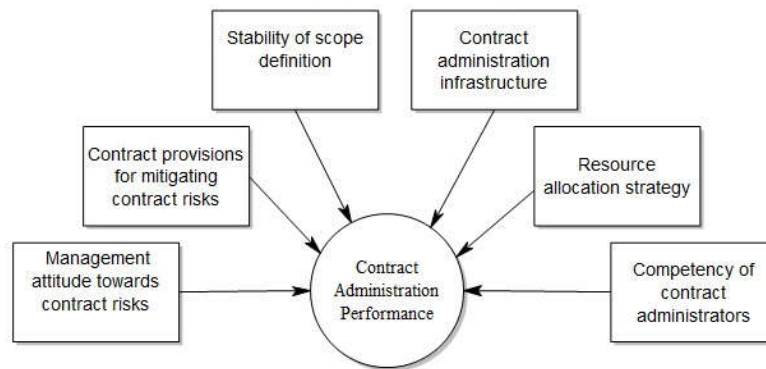 Stability of scope
definition
Contract
administration
infrastructure
Contract provisions
for mitigating
contract risks
Resource
allocation strategy
Management
attitude towards
contract risks
Contract
Administration
Performance
Competency of
contract
administrators